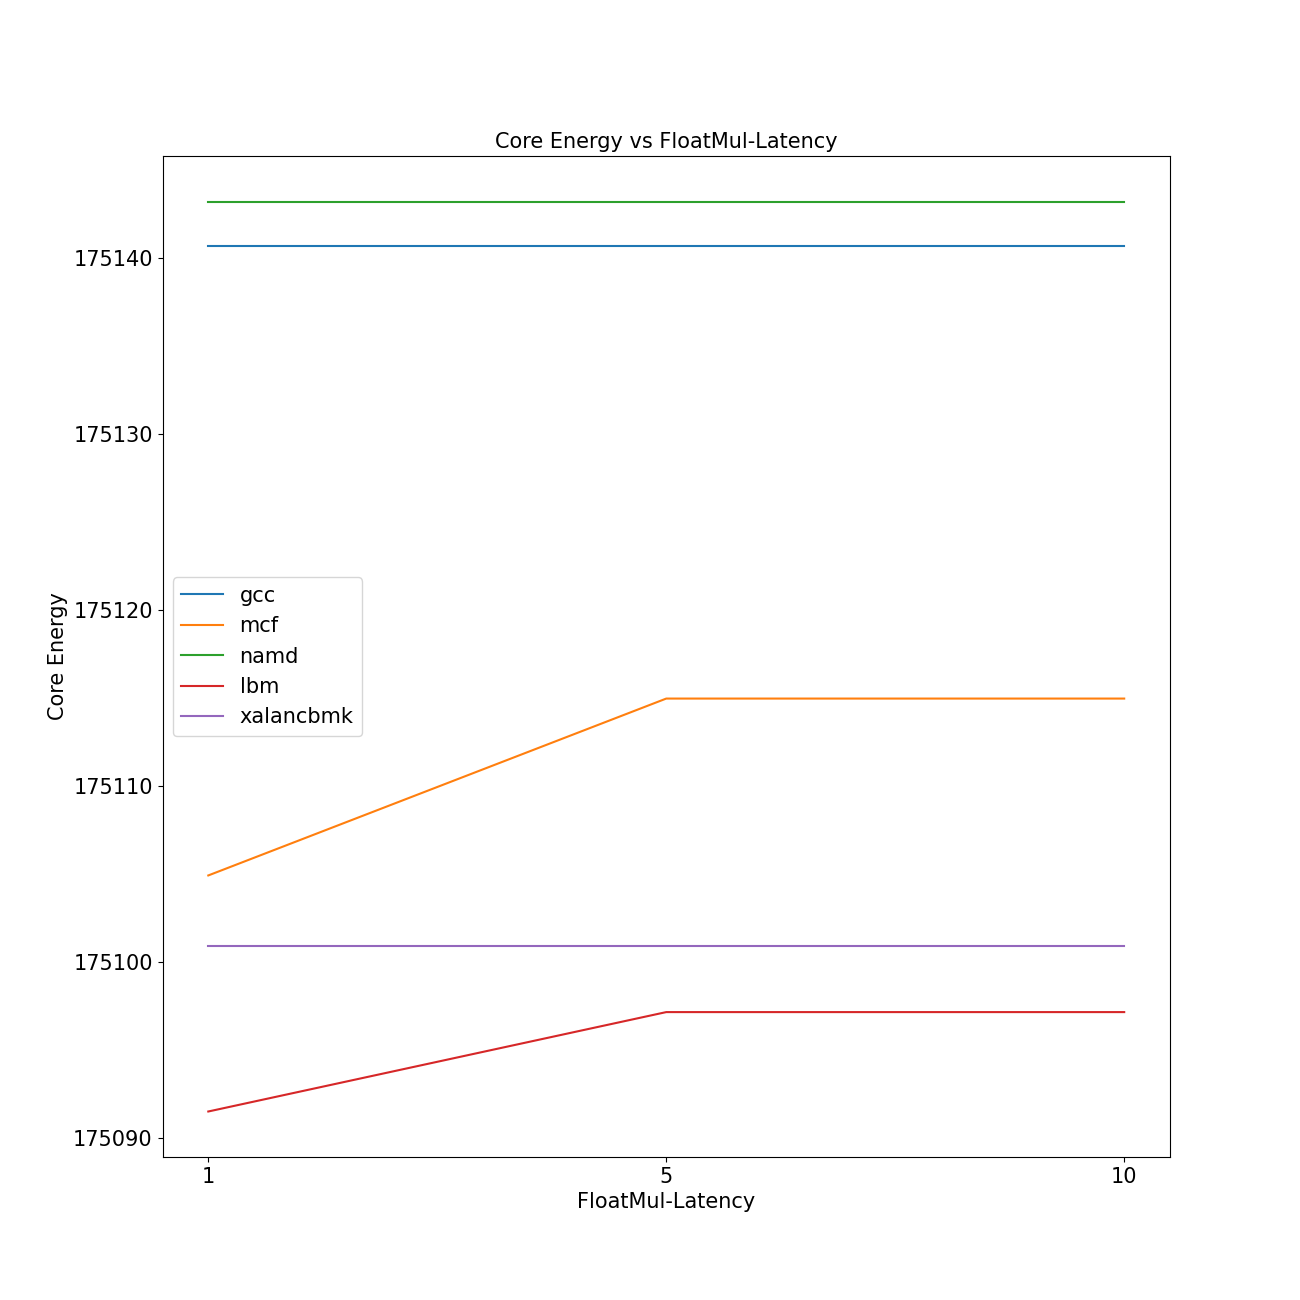 Core Energy vs FloatMul-Latency
175140
175130
175120
175110
175100
175090
Core Energy
gcc
mcf
namd
lbm
xalancbmk
1
5
10
FloatMul-Latency